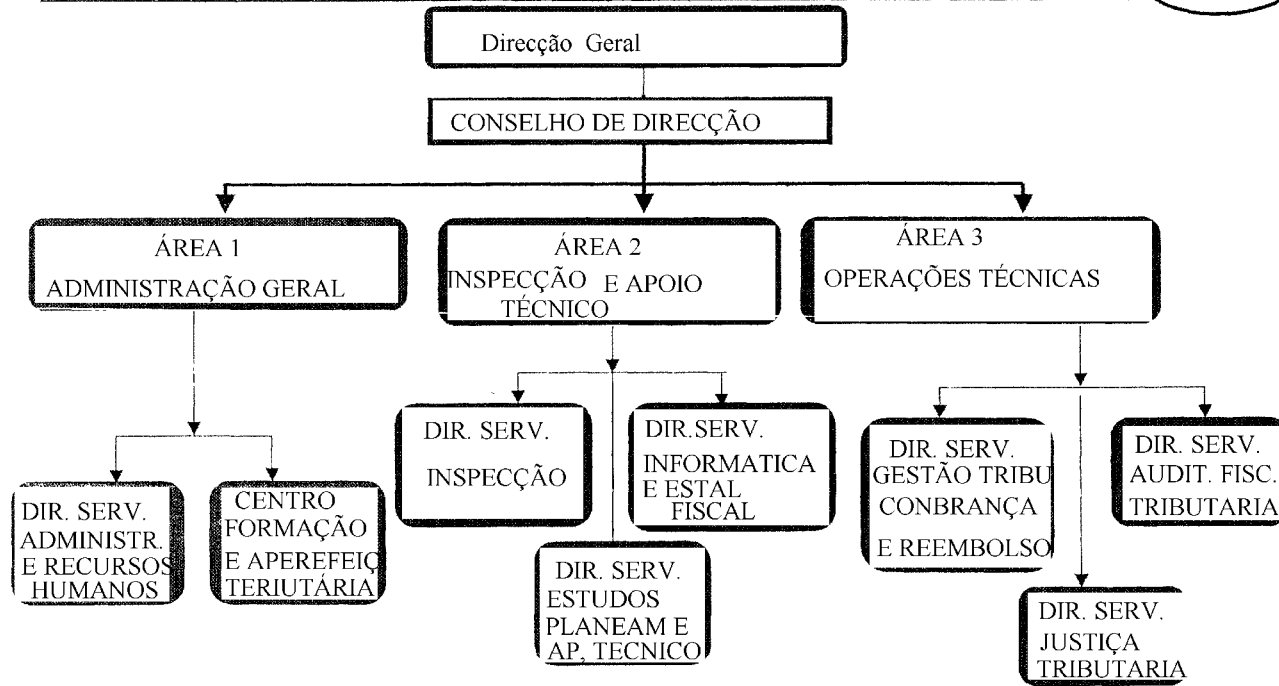 Direcção Geral
CONSELHO DE DIRECÇÃO
ÁREA 1
ADMINISTRAÇÃO GERAL
ÁREA 2
INSPECÇÃO E APOIO
TÉCNICO
ÁREA 3
OPERAÇÕES TÉCNICAS
DIR. SERV.
ADMINISTR.
E RECURSOS
HUMANOS
CENTRO
FORMAÇÃO
E APEREFEIÇ
TERIUTÁRIA
DIR. SERV.
INSPECÇÃO
DIR. SERV.
ESTUDOS
PLANEAM E
AP, TECNICO
DIR.SERV.
INFORMATICA
E ESTAL
FISCAL
DIR. SERV.
GESTÃO TRIBU
CONBRANÇA
E REEMBOLSO
DIR. SERV.
JUSTIÇA
TRIBUTARIA
DIR. SERV.
AUDIT. FISC.
TRIBUTARIA